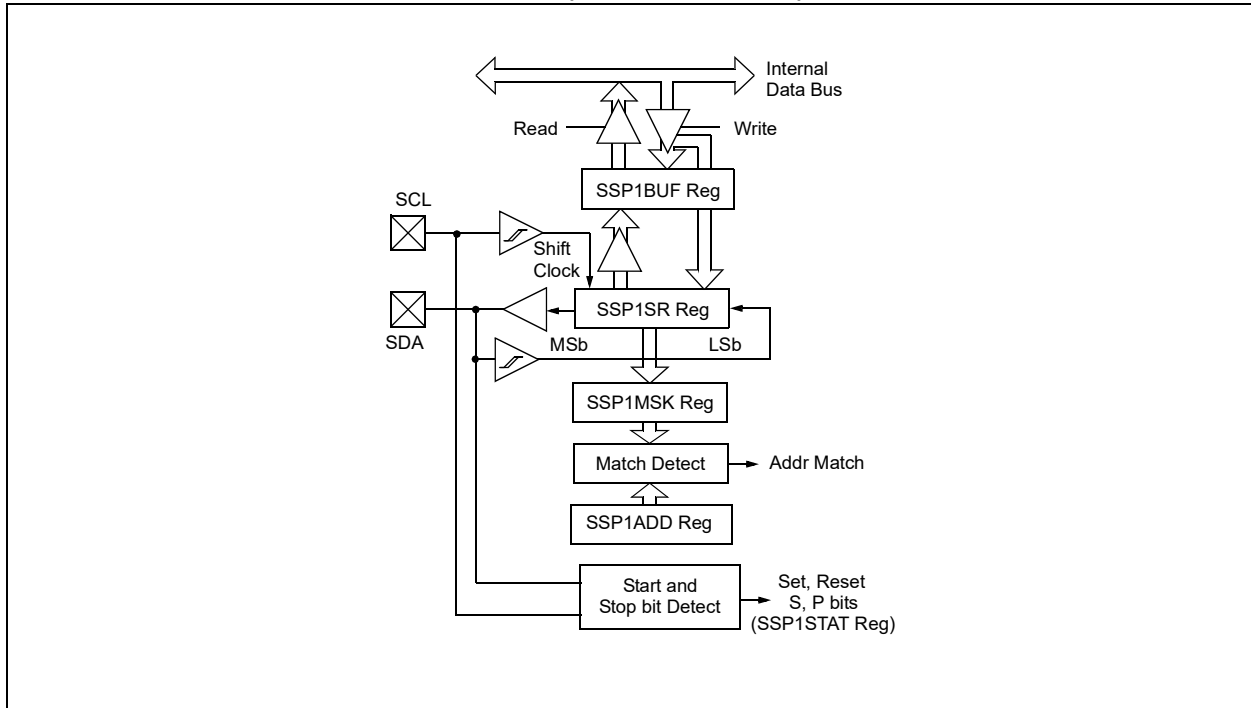 Internal
Data Bus
Read
Write
SSP1BUF Reg
SCL
Shift
Clock
SSP1SR Reg
SDA
MSb
LSb
SSP1MSK Reg
Match Detect
Addr Match
SSP1ADD Reg
Start and
Stop bit Detect
Set, Reset
S, P bits
(SSP1STAT Reg)